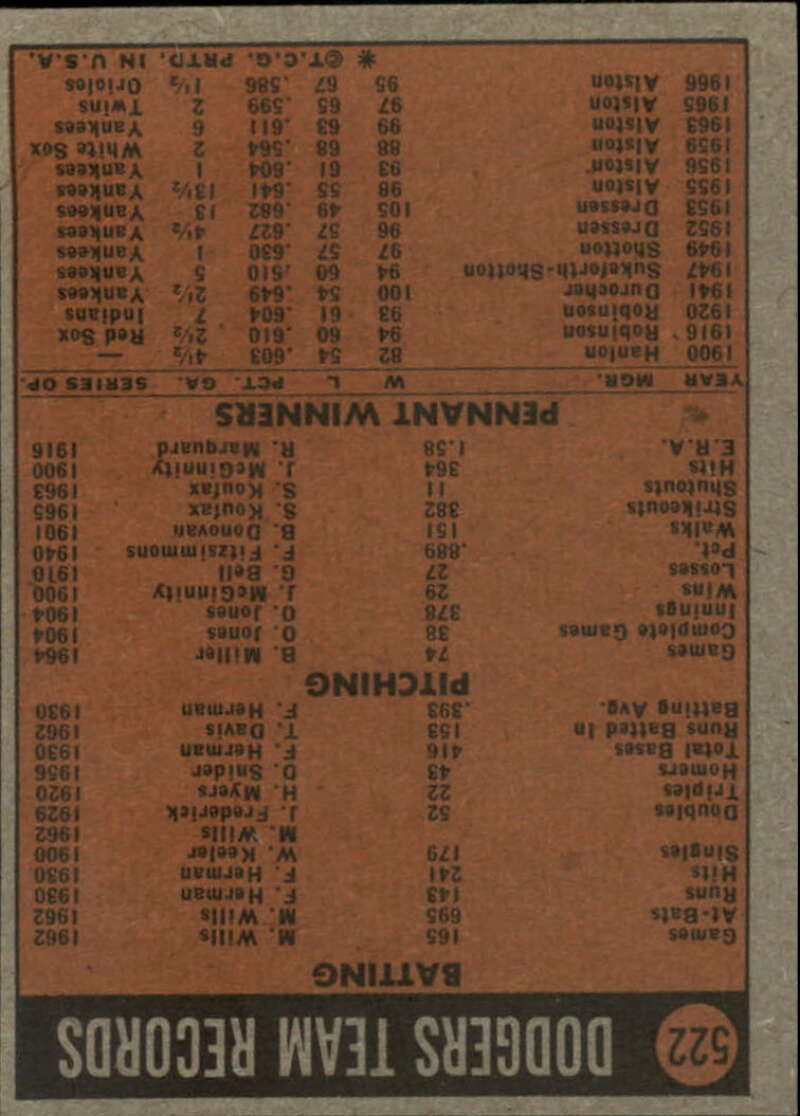 522 DODGERS TEAM RECORDS
BATTING
Games 165 M. Wills 1962
At-Bats 695 M. Wills 1962
Runs 143 F. Herman 1930
Hits 241 F. Herman 1930
Singles 179 W. Keeler 1900
M. Wills 1962
Doubles 52 J. Frederick 1929
Triples 22 H. Myers 1920
Homers 43 D. Snider 1956
Total Bases 416 F. Herman 1930
Runs Batted In 153 T. Davis 1962
Batting Avg. .393 F. Herman 1930
PITCHING
Games 74 B. Miller 1964
Complete Games 38 O. Jones 1904
Innings 378 O. Jones 1904
Wins 29 J. McGinnity 1900
Losses 27 G. Bell 1910
Pct. .889 F. Fitzsimmons 1940
Walks 151 B. Donovan 1901
Strikeouts 382 S. Koufax 1965
Shutouts 11 S. Koufax 1963
Hits 364 J. McGinnity 1900
E.R.A. 1.58 R. Marquard 1916
PENNANT WINNERS
YEAR MGR. W L PCT. GA. SERIES OP.
1900 Hanlon 82 54 .603 4½ —
1916 Robinson 94 60 .610 2½ Red Sox
1920 Robinson 93 61 .604 7 Indians
1941 Durocher 100 54 .649 2½ Yankees
1947 Sukeforth-Shotton 94 60 .610 5 Yankees
1949 Shotton 97 57 .630 1 Yankees
1952 Dressen 96 57 .627 4½ Yankees
1953 Dressen 105 49 .682 13 Yankees
1955 Alston 98 55 .641 13½ Yankees
1956 Alston 93 61 .604 1 Yankees
1959 Alston 88 68 .564 2 White Sox
1963 Alston 99 63 .611 6 Yankees
1965 Alston 97 65 .599 2 Twins
1966 Alston 95 67 .586 1½ Orioles
* ©T.C.G. PRTD. IN U.S.A.